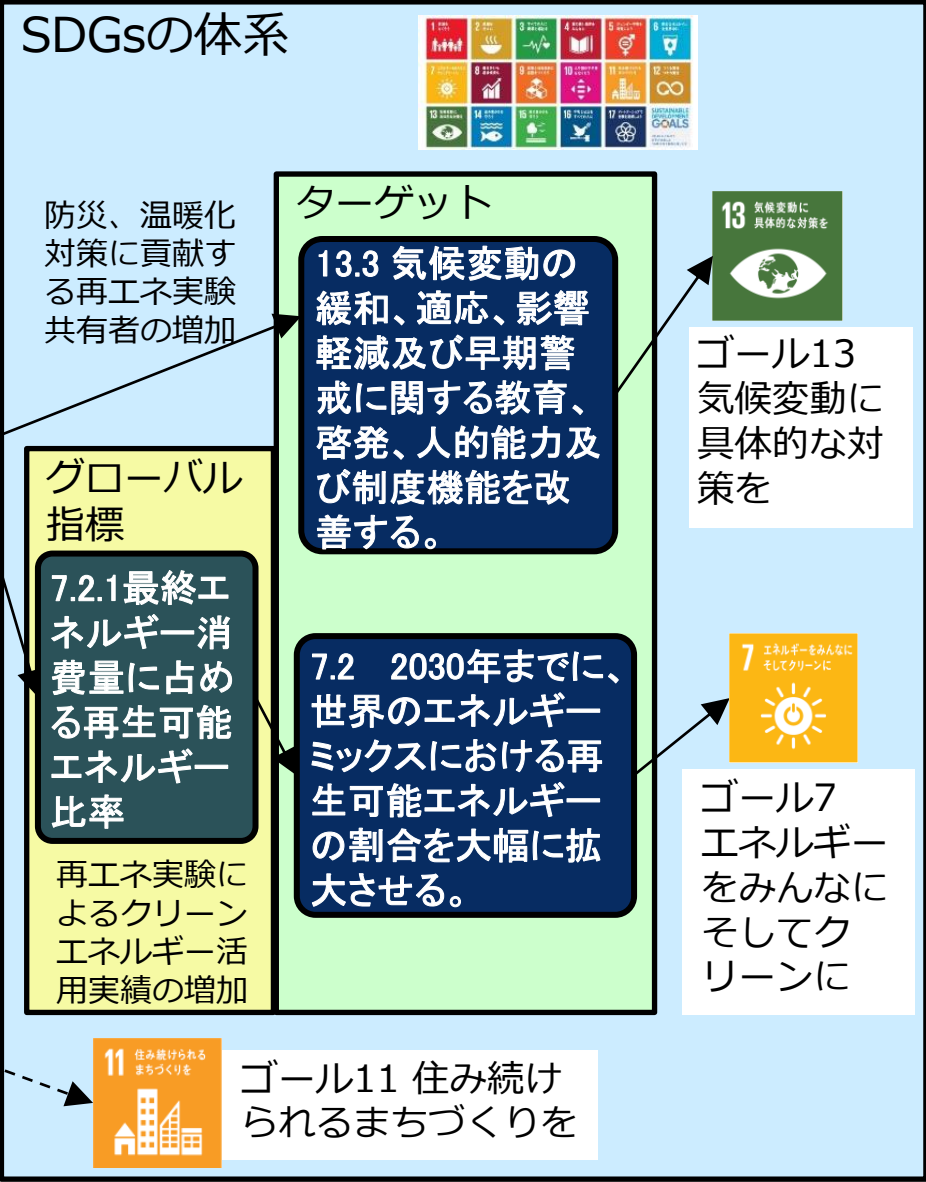 SDGsの体系
SUSTAINABLE
DEVELOPMENT
GOALS
防災、温暖化
対策に貢献す
る再エネ実験
共有者の増加
ターゲット
13.3 気候変動の
緩和、適応、影響
軽減及び早期警
戒に関する教育、
啓発、人的能力及
び制度機能を改
善する。
13 気候変動に
具体的な対策を
ゴール13
気候変動に
具体的な対
策を
グローバル
指標
7.2.1最終エ
ネルギー消
費量に占め
る再生可能
エネルギー
比率
再エネ実験に
よるクリーン
エネルギー活
用実績の増加
7.2　2030年までに、
世界のエネルギー
ミックスにおける再
生可能エネルギー
の割合を大幅に拡
大させる。
7 エネルギーをみんなに
そしてクリーンに
ゴール7
エネルギー
をみんなに
そしてク
リーンに
11 住み続けられる
まちづくりを
ゴール11 住み続け
られるまちづくりを